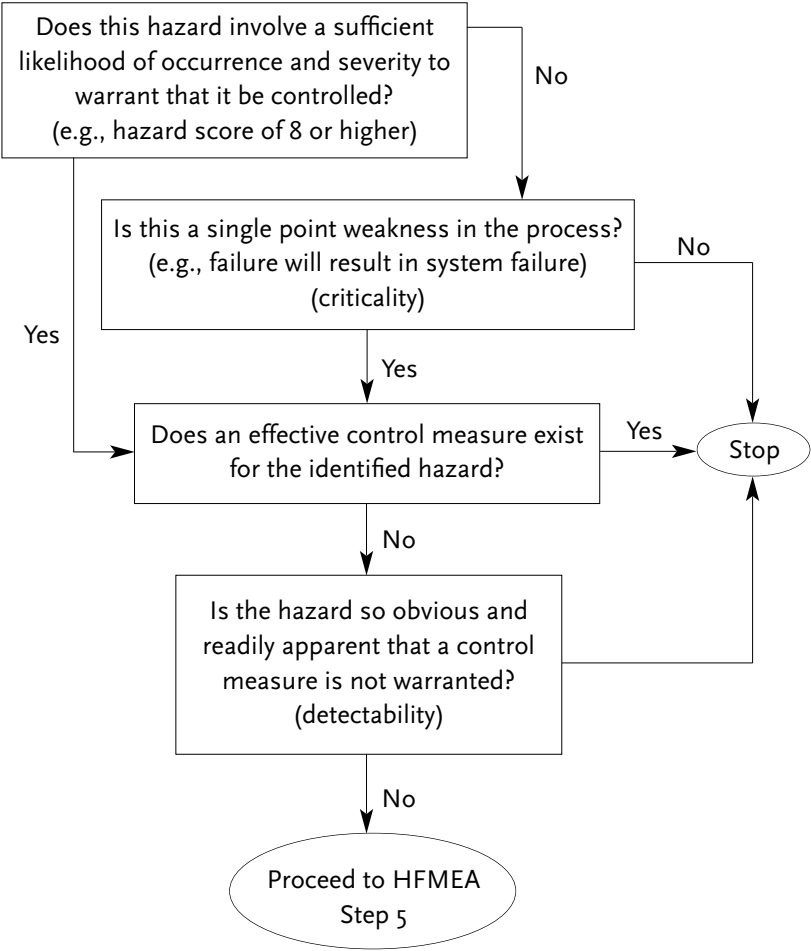 Does this hazard involve a sufficient
likelihood of occurrence and severity to
warrant that it be controlled?
(e.g., hazard score of 8 or higher)
No
Is this a single point weakness in the process?
(e.g., failure will result in system failure)
(criticality)
No
Yes
Yes
Does an effective control measure exist
for the identified hazard?
Yes
Stop
No
Is the hazard so obvious and
readily apparent that a control
measure is not warranted?
(detectability)
No
Proceed to HFMEA
Step 5